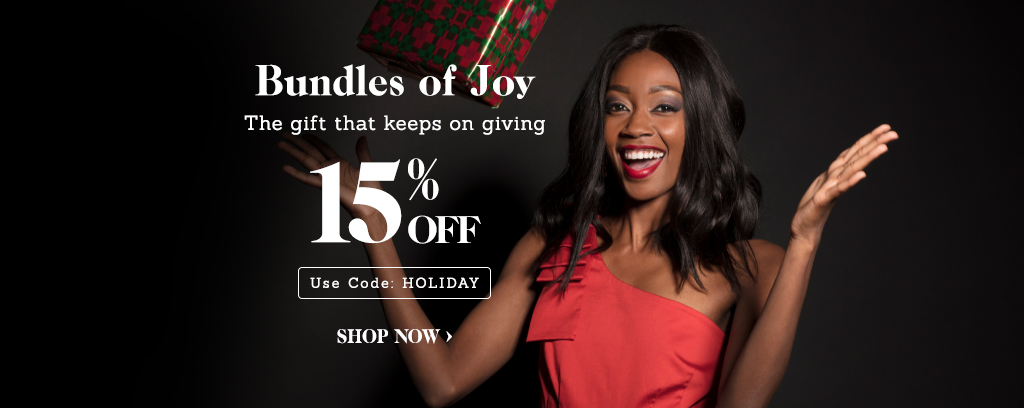 Bundles of Joy
The gift that keeps on giving
15% OFF
Use Code: HOLIDAY
SHOP NOW ›